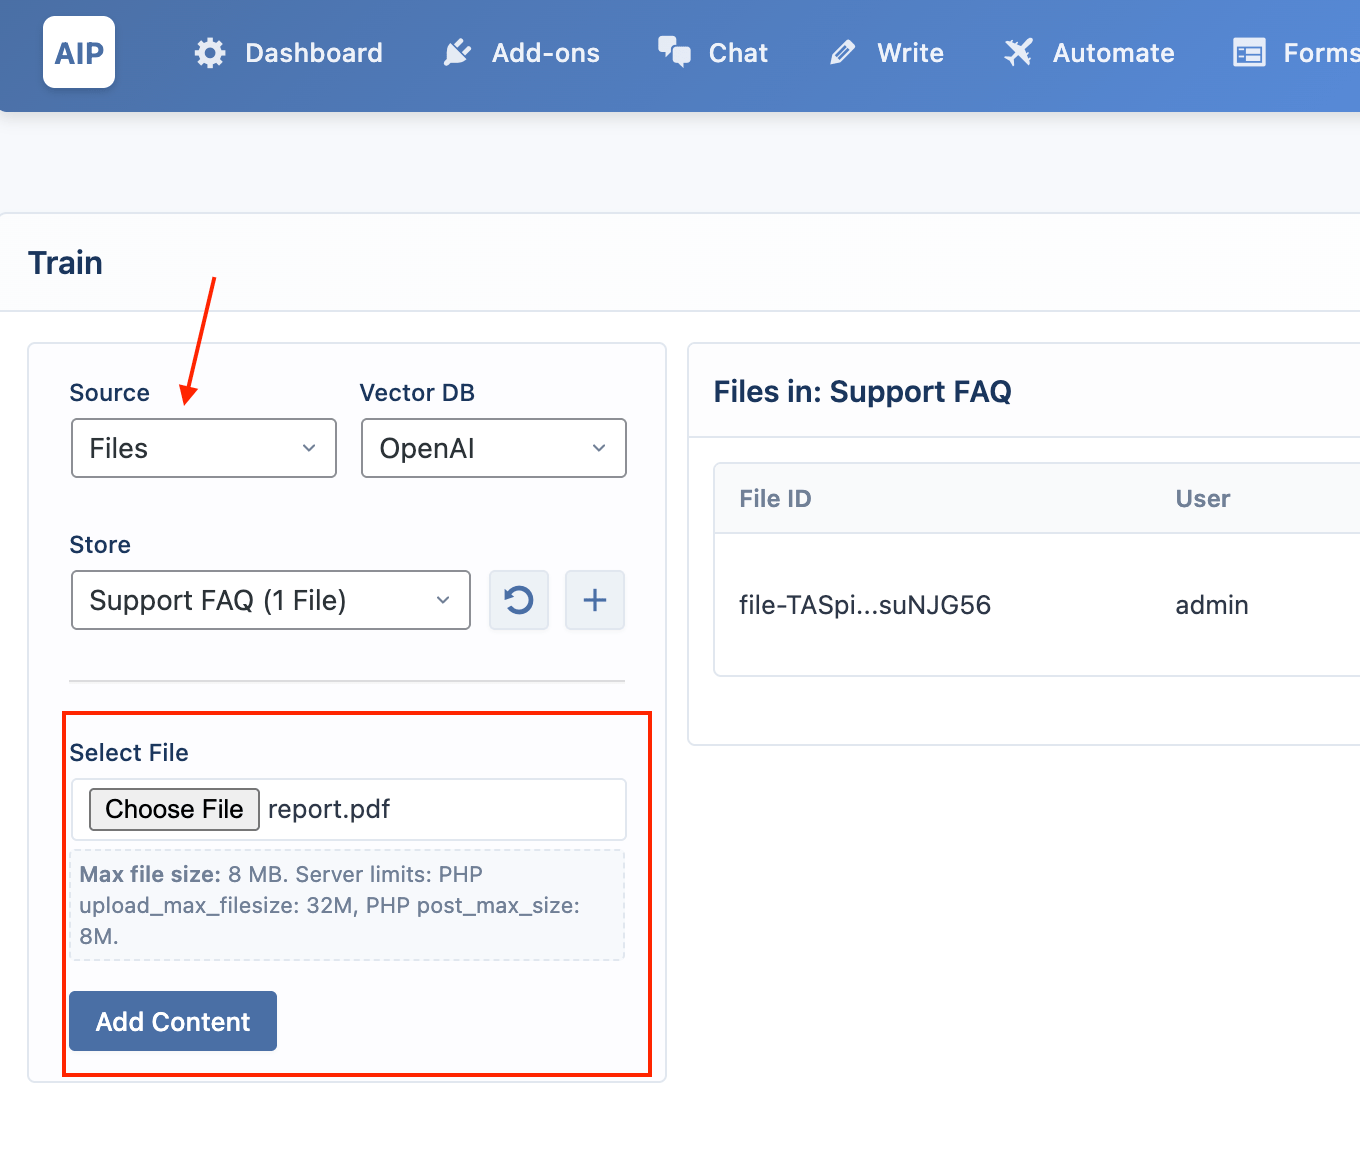 AIP
Dashboard
Add-ons
Chat
Write
Automate
Forms
Train
Source
Vector DB
Files
OpenAI
Store
Support FAQ (1 File)
Select File
Choose File report.pdf
Max file size: 8 MB. Server limits: PHP
upload_max_filesize: 32M, PHP post_max_size:
8M.
Add Content
Files in: Support FAQ
File ID
User
file-TASpi...suNJG56
admin